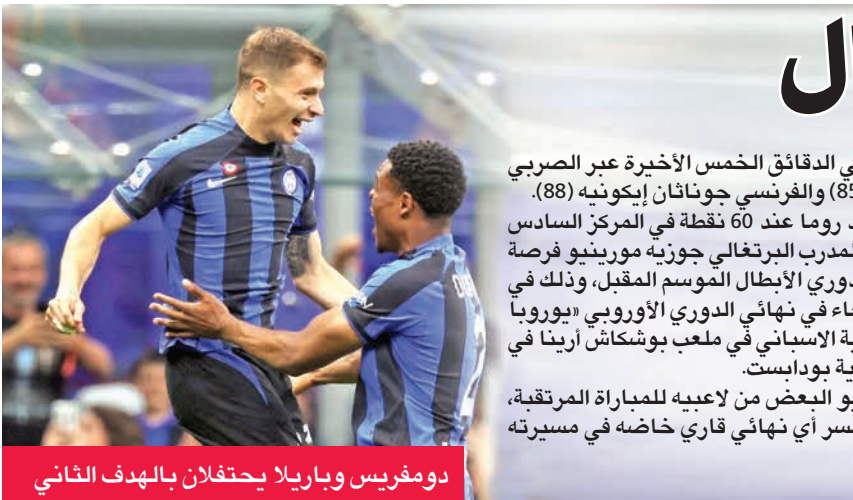 ال
ي الدقائق الخمس الأخيرة عبر الصربي
85) والفرنسي جوناثان إيكونيه (88).
د روما عند 60 نقطة في المركز السادس
لمدرب البرتغالي جوزيه مورينيو فرصة
دوري الأبطال الموسم المقبل، وذلك في
عاء في نهائي الدوري الأوروبي «يوروبا
ية الاسباني في ملعب بوشكاش أرينا في
ية بودابست.
يو البعض من لاعبيه للمباراة المرتقبة،
سر أي نهائي قاري خاضه في مسيرته
دومفريس وباريلا يحتفلان بالهدف الثاني